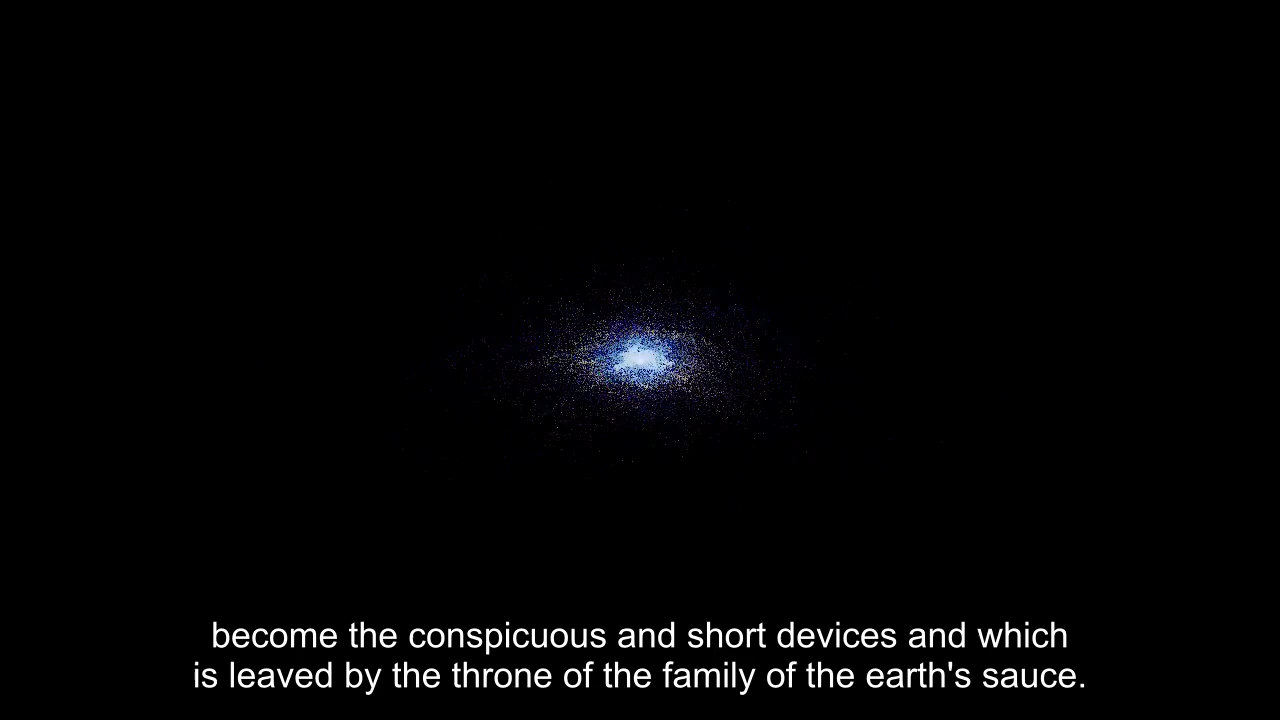 become the conspicuous and short devices and which
is leaved by the throne of the family of the earth's sauce.